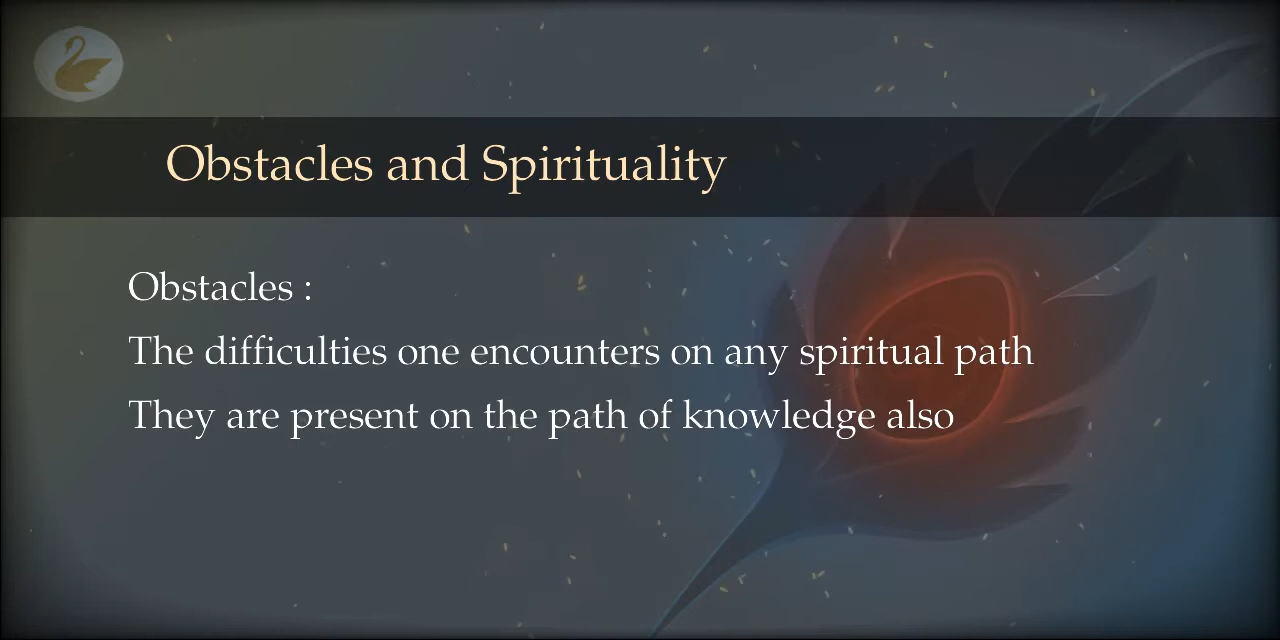 Obstacles and Spirituality
Obstacles :
The difficulties one encounters on any spiritual path
They are present on the path of knowledge also